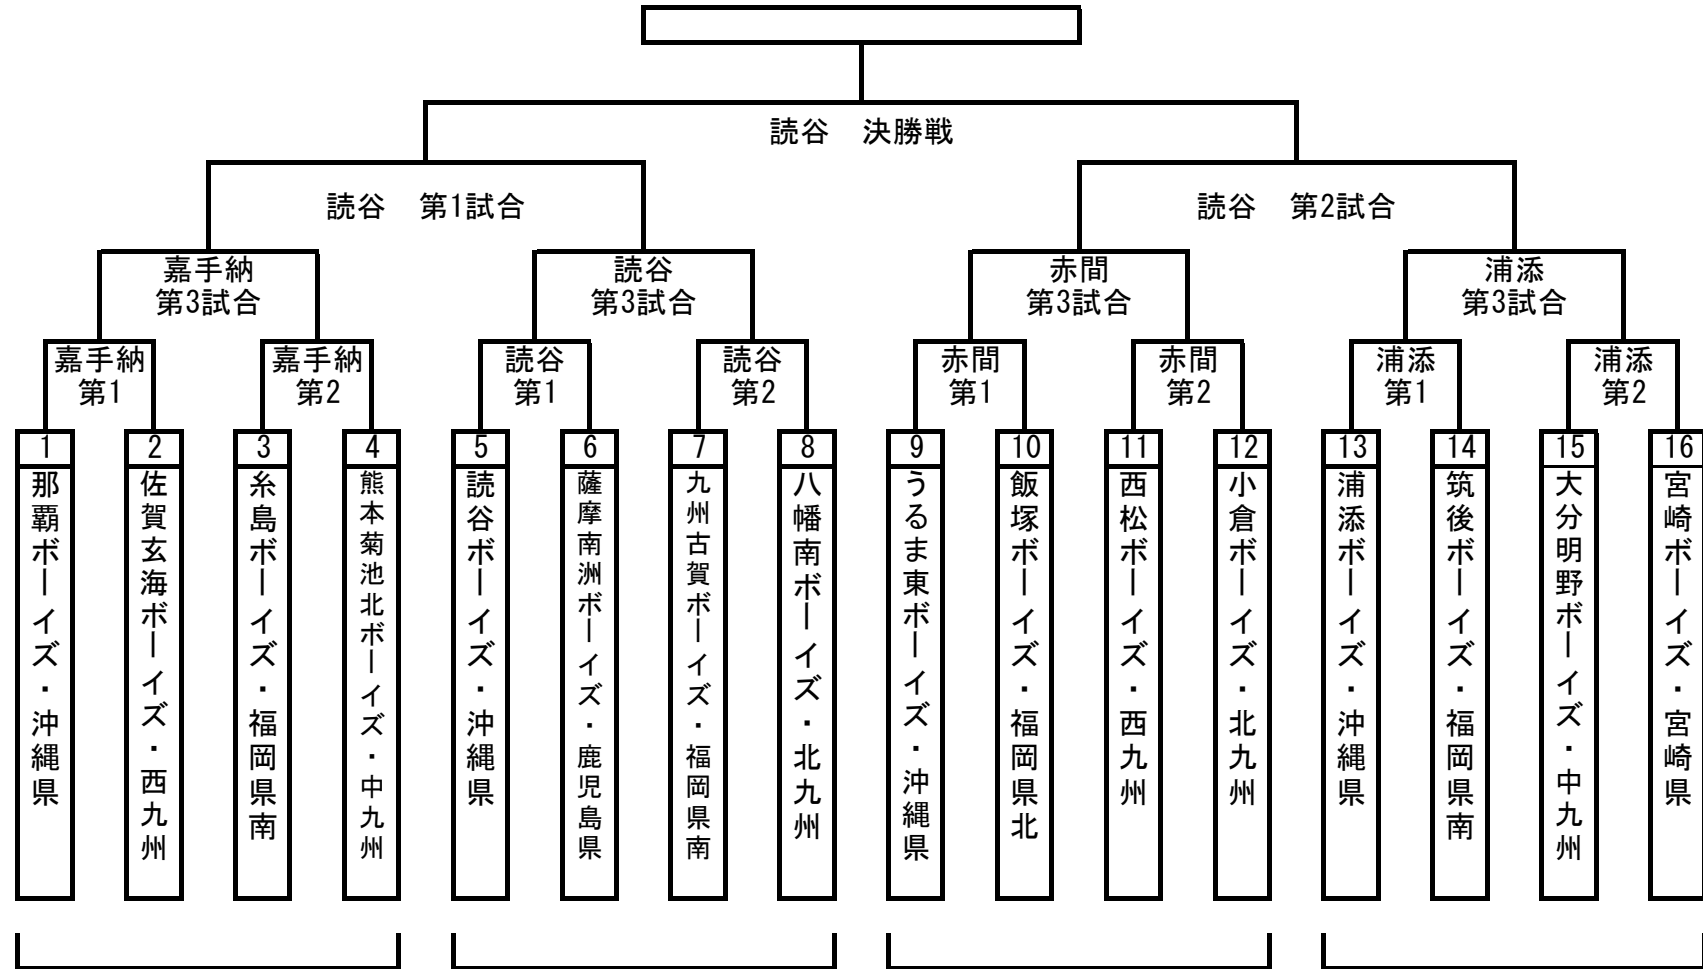 読谷　決勝戦
読谷　第1試合
読谷　第2試合
嘉手納
第3試合
読谷
第3試合
赤間
第3試合
浦添
第3試合
嘉手納
第1
嘉手納
第2
読谷
第1
読谷
第2
赤間
第1
赤間
第2
浦添
第1
浦添
第2
1
那覇ボーイズ・沖縄県
2
佐賀玄海ボーイズ・西九州
3
糸島ボーイズ・福岡県南
4
熊本菊池北ボーイズ・中九州
5
読谷ボーイズ・沖縄県
6
薩摩南洲ボーイズ・鹿児島県
7
九州古賀ボーイズ・福岡県南
8
八幡南ボーイズ・北九州
9
うるま東ボーイズ・沖縄県
10
飯塚ボーイズ・福岡県北
11
西松ボーイズ・西九州
12
小倉ボーイズ・北九州
13
浦添ボーイズ・沖縄県
14
筑後ボーイズ・福岡県南
15
大分明野ボーイズ・中九州
16
宮崎ボーイズ・宮崎県